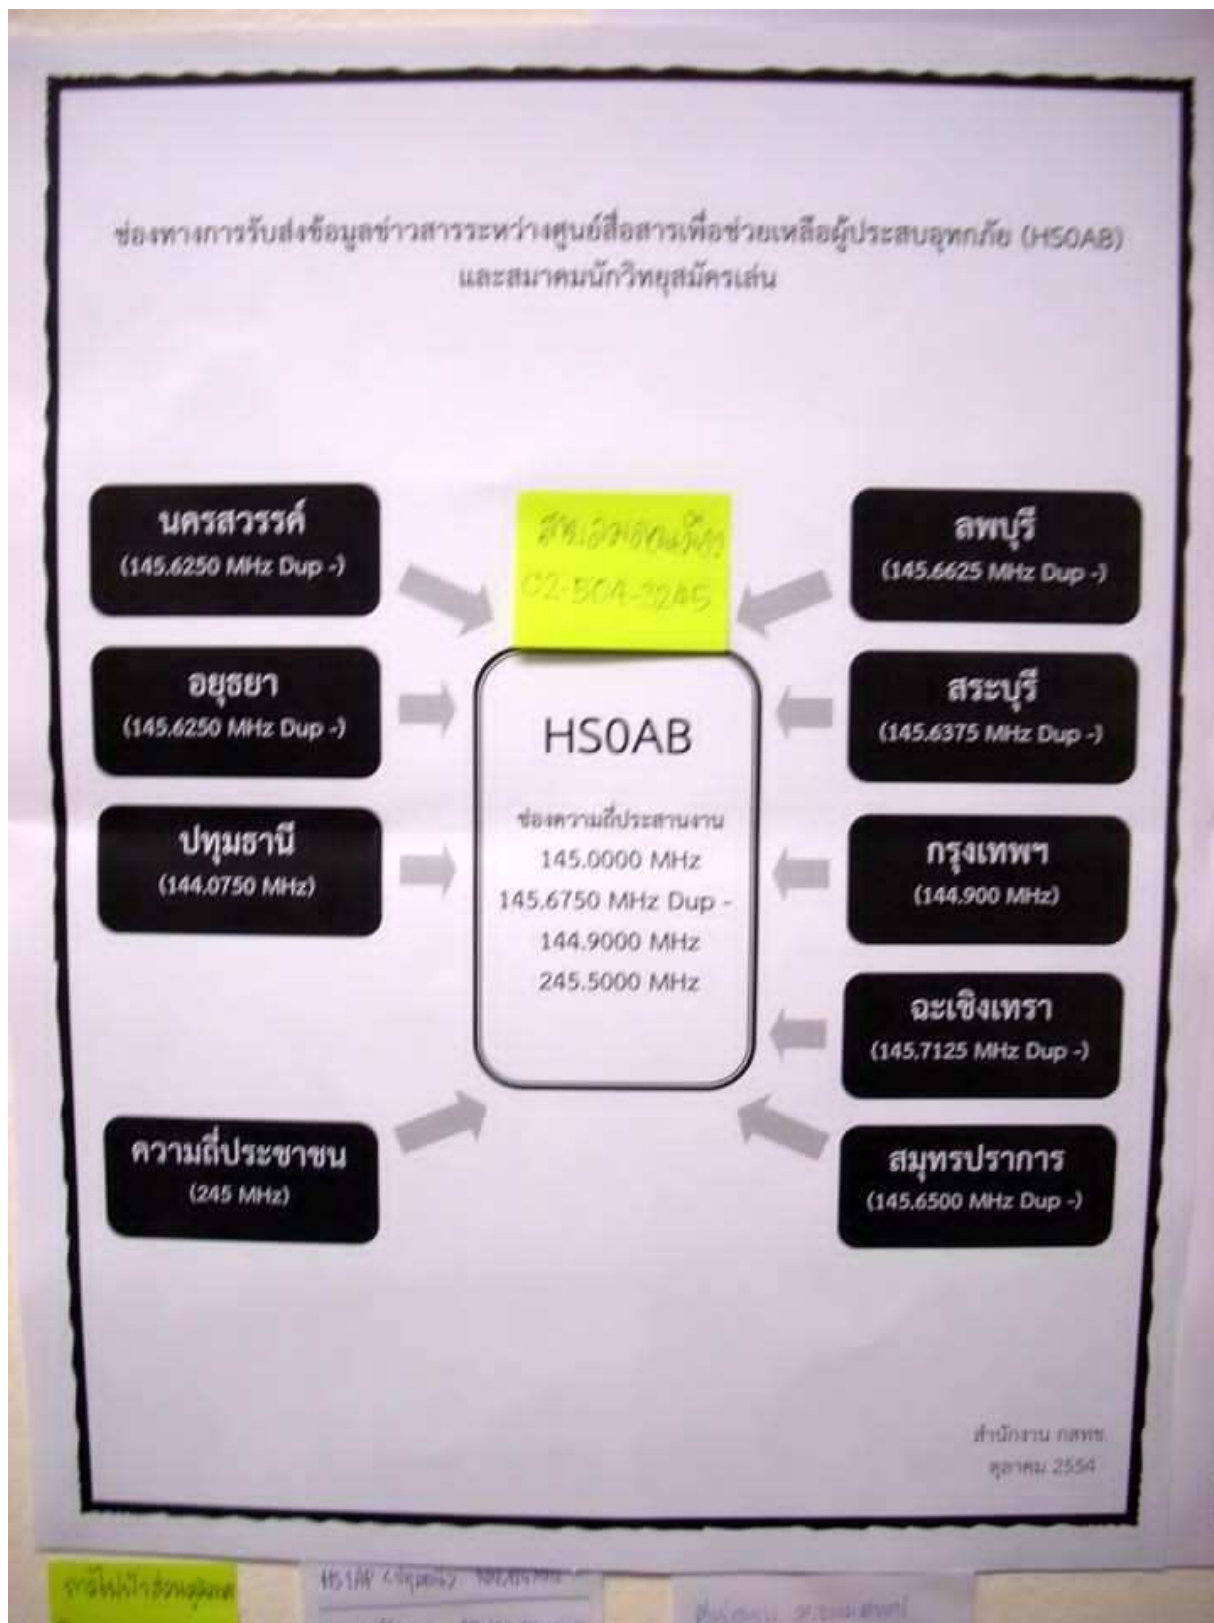 ช่องทางการรับส่งข้อมูลข่าวสารระหว่างศูนย์สื่อสารเพื่อช่วยเหลือผู้ประสบอุทกภัย (HS0AB)
และสมาคมนักวิทยุสมัครเล่น
นครสวรรค์
(145.6250 MHz Dup -)
อยุธยา
(145.6250 MHz Dup -)
ปทุมธานี
(144.0750 MHz)
ความถี่ประชาชน
(245 MHz)
02-504-3245
HS0AB
ช่องความถี่ประสานงาน
145.0000 MHz
145.6750 MHz Dup -
144.9000 MHz
245.5000 MHz
ลพบุรี
(145.6625 MHz Dup -)
สระบุรี
(145.6375 MHz Dup -)
กรุงเทพฯ
(144.900 MHz)
ฉะเชิงเทรา
(145.7125 MHz Dup -)
สมุทรปราการ
(145.6500 MHz Dup -)
สำนักงาน กสทช.
ตุลาคม 2554